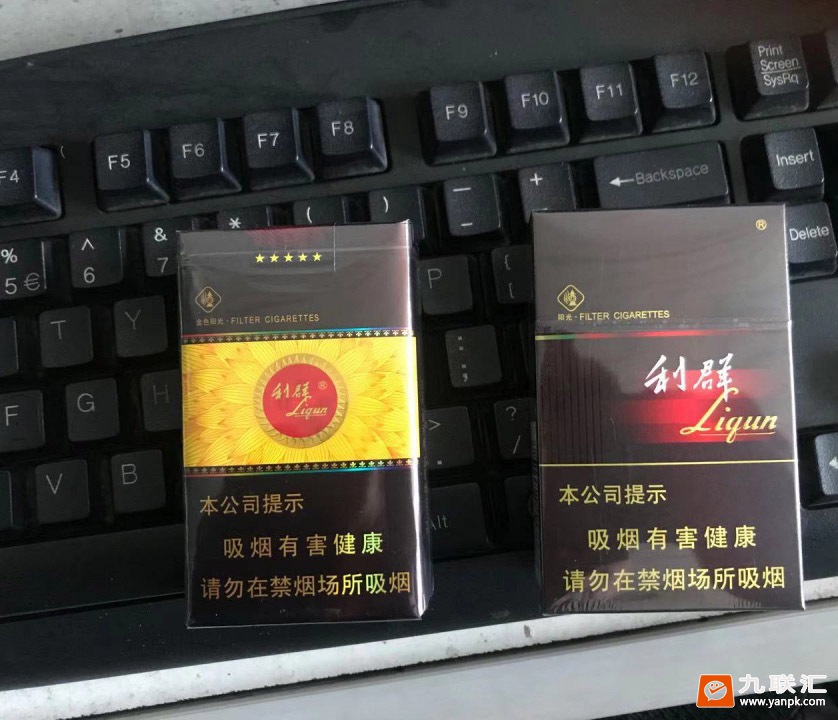 Print
Screen
SysRq
F4
F5
F6
F7
F8
F9
F10
F11
F12
Insert
Delete
←Backspace
%
5 €
^
6
&
7
*
(
)
—
-
+
=
T
Y
P
{
[
F
G
H
:
;
V
B
>
.
?
/
Alt
★★★★★
金色阳光·FILTER CIGARETTES
利群®
Liqun
本公司提示
吸烟有害健康
请勿在禁烟场所吸烟
®
阳光·FILTER CIGARETTES
利群
Liqun
本公司提示
吸烟有害健康
请勿在禁烟场所吸烟
九联汇
www.yanpk.com